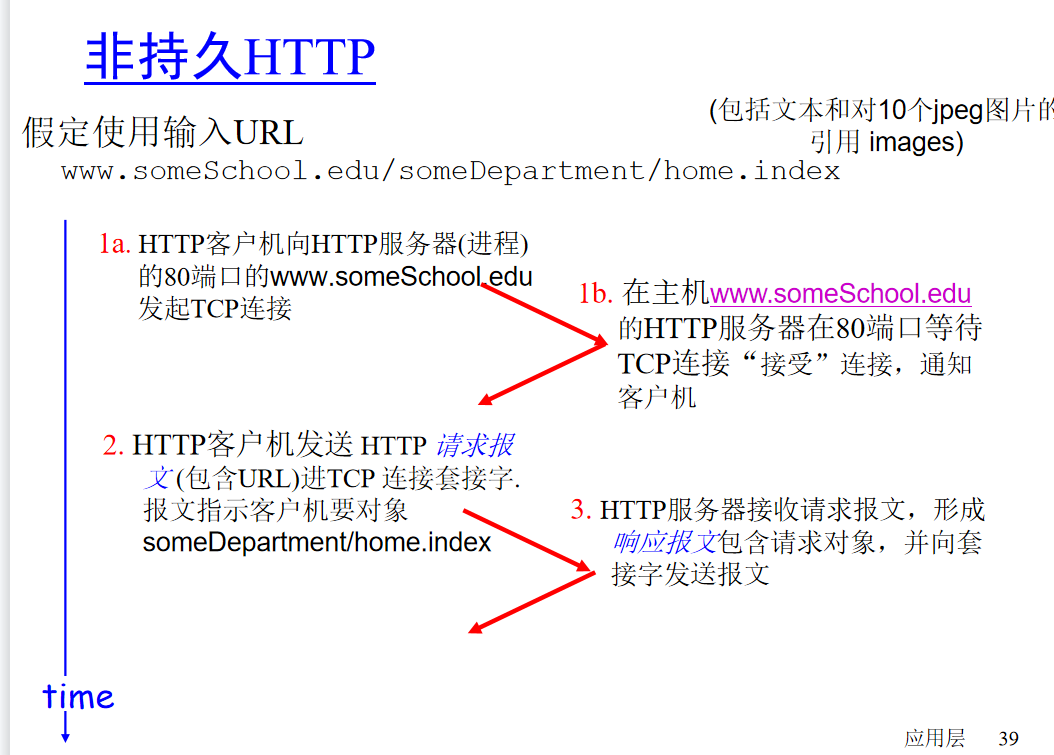 非持久HTTP
(包括文本和对10个jpeg图片的
引用 images)
假定使用输入URL
www.someSchool.edu/someDepartment/home.index
1a. HTTP客户机向HTTP服务器(进程)
的80端口的www.someSchool.edu
发起TCP连接
1b. 在主机www.someSchool.edu
的HTTP服务器在80端口等待
TCP连接“接受”连接，通知
客户机
2. HTTP客户机发送 HTTP 请求报
文(包含URL)进TCP 连接套接字.
报文指示客户机要对象
someDepartment/home.index
3. HTTP服务器接收请求报文，形成
响应报文包含请求对象，并向套
接字发送报文
time
应用层 39